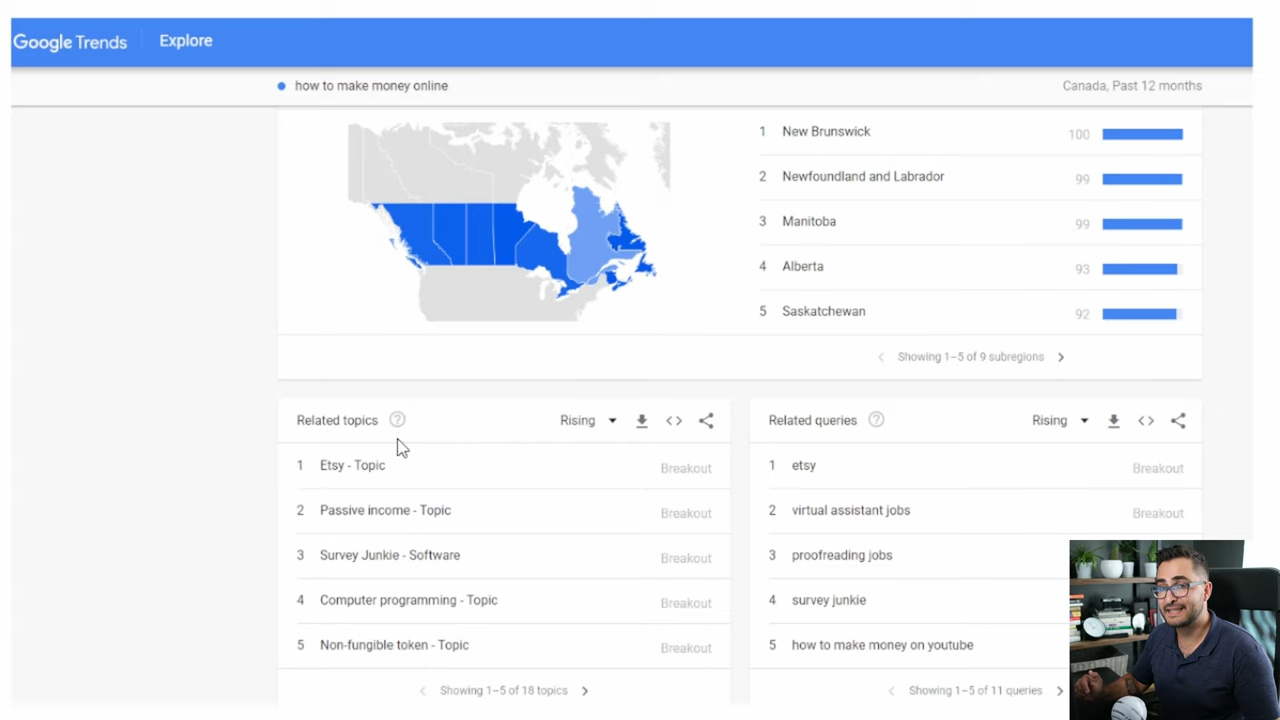 Google Trends Explore
how to make money online Canada, Past 12 months
1 New Brunswick 100
2 Newfoundland and Labrador 99
3 Manitoba 99
4 Alberta 93
5 Saskatchewan 92
Showing 1–5 of 9 subregions
Related topics Rising
1 Etsy - Topic Breakout
2 Passive income - Topic Breakout
3 Survey Junkie - Software Breakout
4 Computer programming - Topic Breakout
5 Non-fungible token - Topic Breakout
Showing 1–5 of 18 topics
Related queries Rising
1 etsy Breakout
2 virtual assistant jobs Breakout
3 proofreading jobs
4 survey junkie
5 how to make money on youtube
Showing 1–5 of 11 queries